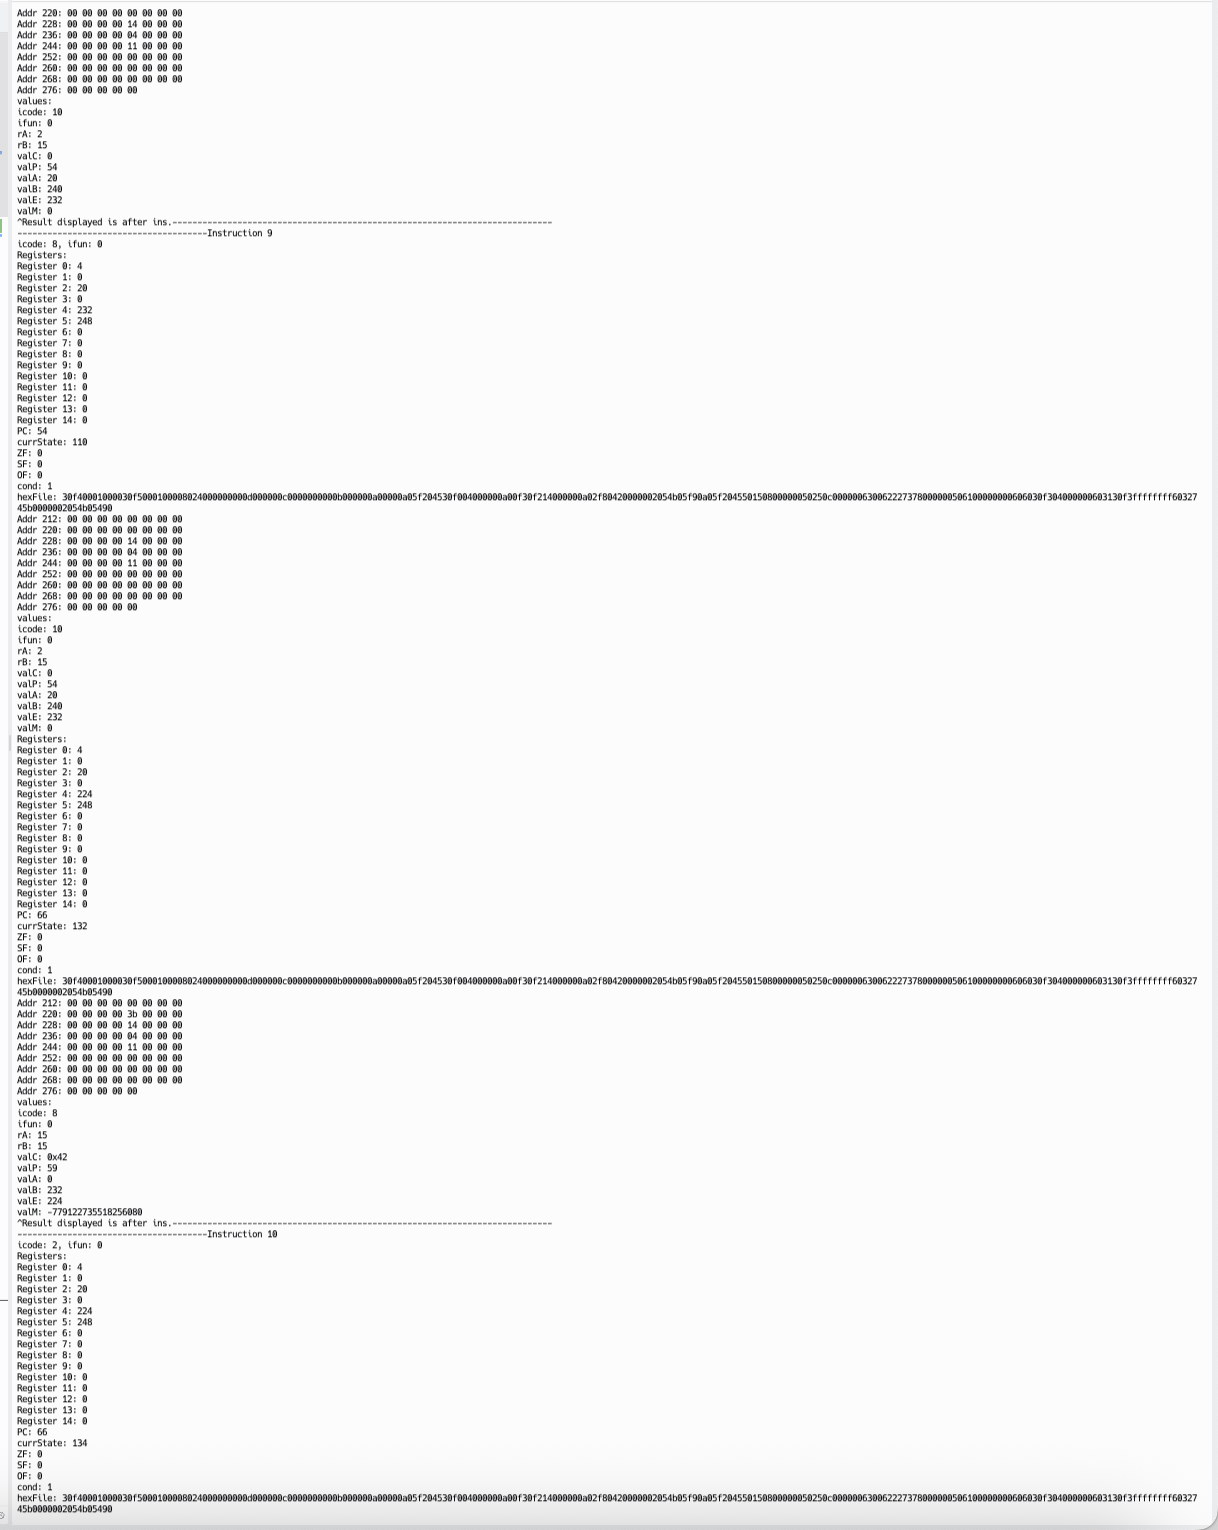 Addr 220: 00 00 00 00 00 00 00 00
Addr 228: 00 00 00 00 14 00 00 00
Addr 236: 00 00 00 00 04 00 00 00
Addr 244: 00 00 00 00 11 00 00 00
Addr 252: 00 00 00 00 00 00 00 00
Addr 260: 00 00 00 00 00 00 00 00
Addr 268: 00 00 00 00 00 00 00 00
Addr 276: 00 00 00 00 00
values:
icode: 10
ifun: 0
rA: 2
rB: 15
valC: 0
valP: 54
valA: 20
valB: 240
valE: 232
valM: 0
^Result displayed is after ins.---------------------------------------------------------------------------
--------------------------------------Instruction 9
icode: 8, ifun: 0
Registers:
Register 0: 4
Register 1: 0
Register 2: 20
Register 3: 0
Register 4: 232
Register 5: 248
Register 6: 0
Register 7: 0
Register 8: 0
Register 9: 0
Register 10: 0
Register 11: 0
Register 12: 0
Register 13: 0
Register 14: 0
PC: 54
currState: 110
ZF: 0
SF: 0
OF: 0
cond: 1
hexFile:
45b0000002054b05490
Addr 212: 00 00 00 00 00 00 00 00
Addr 220: 00 00 00 00 00 00 00 00
Addr 228: 00 00 00 00 14 00 00 00
Addr 236: 00 00 00 00 04 00 00 00
Addr 244: 00 00 00 00 11 00 00 00
Addr 252: 00 00 00 00 00 00 00 00
Addr 260: 00 00 00 00 00 00 00 00
Addr 268: 00 00 00 00 00 00 00 00
Addr 276: 00 00 00 00 00
values:
icode: 10
ifun: 0
rA: 2
rB: 15
valC: 0
valP: 54
valA: 20
valB: 240
valE: 232
valM: 0
Registers:
Register 0: 4
Register 1: 0
Register 2: 20
Register 3: 0
Register 4: 224
Register 5: 248
Register 6: 0
Register 7: 0
Register 8: 0
Register 9: 0
Register 10: 0
Register 11: 0
Register 12: 0
Register 13: 0
Register 14: 0
PC: 66
currState: 132
ZF: 0
SF: 0
OF: 0
cond: 1
hexFile:
45b0000002054b05490
Addr 212: 00 00 00 00 00 00 00 00
Addr 220: 00 00 00 00 3b 00 00 00
Addr 228: 00 00 00 00 14 00 00 00
Addr 236: 00 00 00 00 04 00 00 00
Addr 244: 00 00 00 00 11 00 00 00
Addr 252: 00 00 00 00 00 00 00 00
Addr 260: 00 00 00 00 00 00 00 00
Addr 268: 00 00 00 00 00 00 00 00
Addr 276: 00 00 00 00 00
values:
icode: 8
ifun: 0
rA: 15
rB: 15
valC: 0x42
valP: 59
valA: 0
valB: 232
valE: 224
valM: -779122735518256080
^Result displayed is after ins.---------------------------------------------------------------------------
--------------------------------------Instruction 10
icode: 2, ifun: 0
Registers:
Register 0: 4
Register 1: 0
Register 2: 20
Register 3: 0
Register 4: 224
Register 5: 248
Register 6: 0
Register 7: 0
Register 8: 0
Register 9: 0
Register 10: 0
Register 11: 0
Register 12: 0
Register 13: 0
Register 14: 0
PC: 66
currState: 134
ZF: 0
SF: 0
OF: 0
cond: 1
hexFile:
45b0000002054b05490